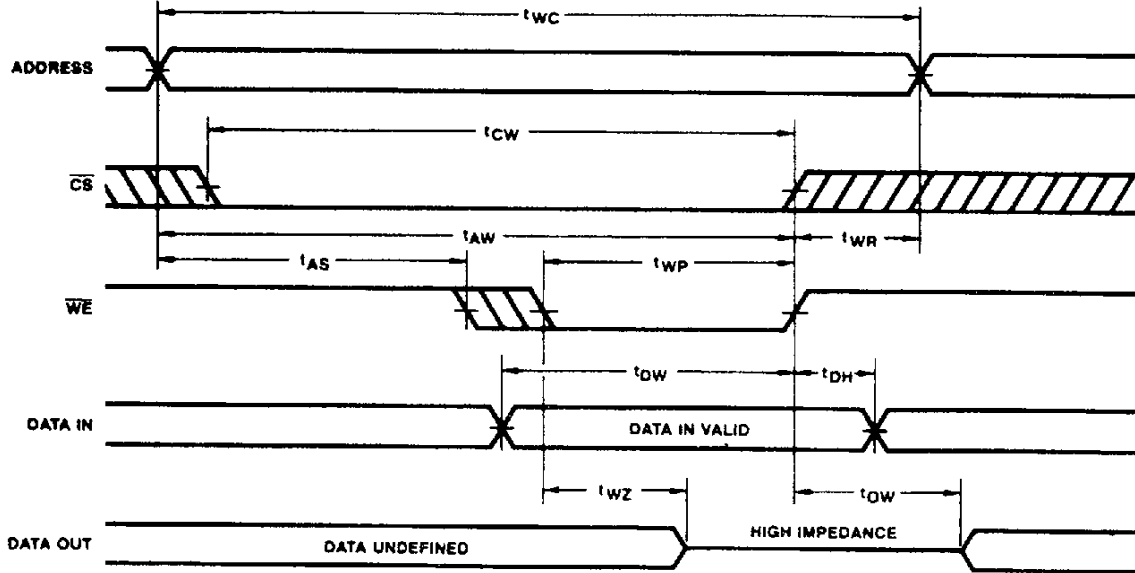 tWC
ADDRESS
tCW
CS
tAW
tWR
tAS
tWP
WE
tDW
tDH
DATA IN
DATA IN VALID
tWZ
tOW
DATA OUT
DATA UNDEFINED
HIGH IMPEDANCE